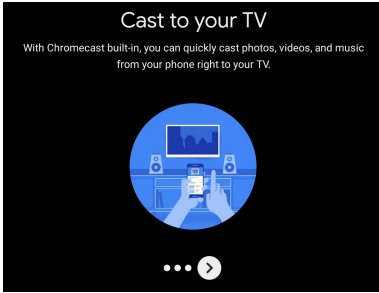 Cast to your TV
With Chromecast built-in, you can quickly cast photos, videos, and music
from your phone right to your TV.